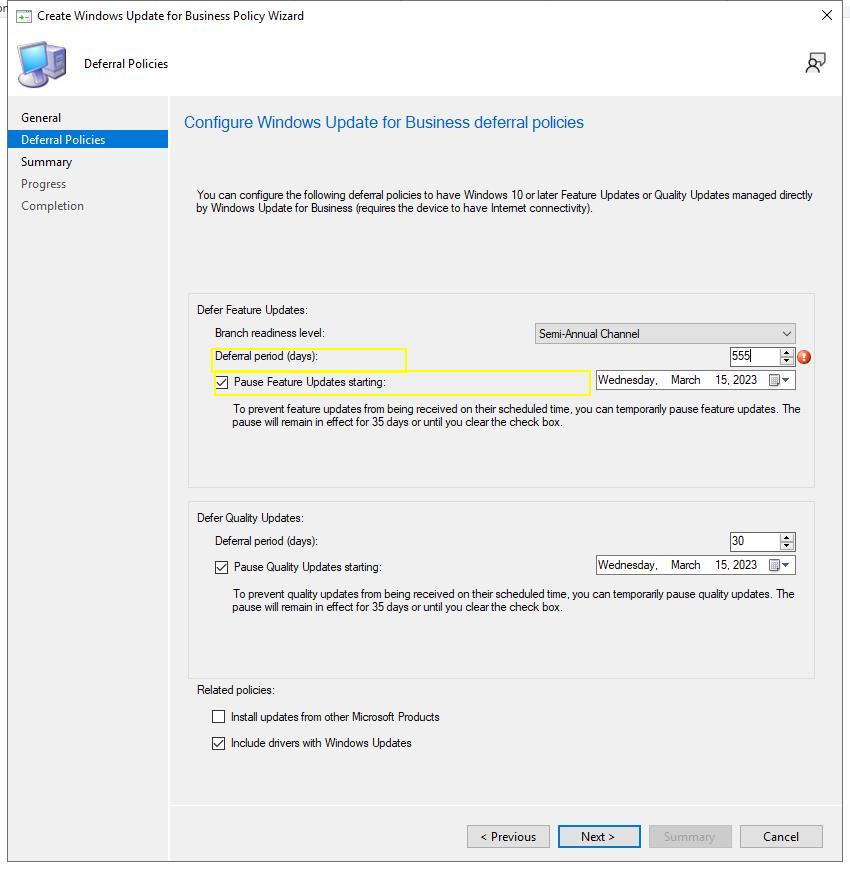 Create Windows Update for Business Policy Wizard
Deferral Policies
General
Deferral Policies
Summary
Progress
Completion
Configure Windows Update for Business deferral policies
You can configure the following deferral policies to have Windows 10 or later Feature Updates or Quality Updates managed directly
by Windows Update for Business (requires the device to have Internet connectivity).
Defer Feature Updates:
Branch readiness level: Semi-Annual Channel
Deferral period (days): 555
Pause Feature Updates starting: Wednesday, March 15, 2023
To prevent feature updates from being received on their scheduled time, you can temporarily pause feature updates. The
pause will remain in effect for 35 days or until you clear the check box.
Defer Quality Updates:
Deferral period (days): 30
Pause Quality Updates starting: Wednesday, March 15, 2023
To prevent quality updates from being received on their scheduled time, you can temporarily pause quality updates. The
pause will remain in effect for 35 days or until you clear the check box.
Related policies:
Install updates from other Microsoft Products
Include drivers with Windows Updates
< Previous Next > Summary Cancel